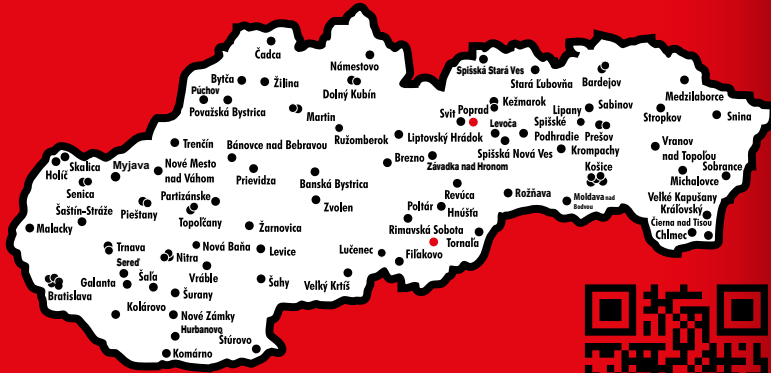 Čadca
Námestovo
Spišská Stará Ves
Bytča
Žilina
Dolný Kubín
Stará Ľubovňa
Bardejov
Púchov
Považská Bystrica
Martin
Kežmarok
Lipany
Sabinov
Medzilaborce
Svit
Poprad
Levoča
Spišské
Podhradie
Prešov
Stropkov
Snina
Trenčín
Bánovce nad Bebravou
Ružomberok
Liptovský Hrádok
Spišská Nová Ves
Krompachy
Vranov
nad Topľou
Holíč
Skalica
Myjava
Nové Mesto
nad Váhom
Prievidza
Banská Bystrica
Brezno
Závadka nad Hronom
Košice
Sobrance
Michalovce
Senica
Partizánske
Revúca
Rožňava
Moldava nad
Bodvou
Veľké Kapušany
Šaštín-Stráže
Piešťany
Topoľčany
Zvolen
Poltár
Hnúšťa
Kráľovský
Chlmec
Čierna nad Tisou
Malacky
Žarnovica
Rimavská Sobota
Tornaľa
Trnava
Nová Baňa
Levice
Lučenec
Fiľakovo
Sereď
Nitra
Galanta
Šaľa
Vráble
Šahy
Veľký Krtíš
Bratislava
Šurany
Kolárovo
Nové Zámky
Hurbanovo
Štúrovo
Komárno